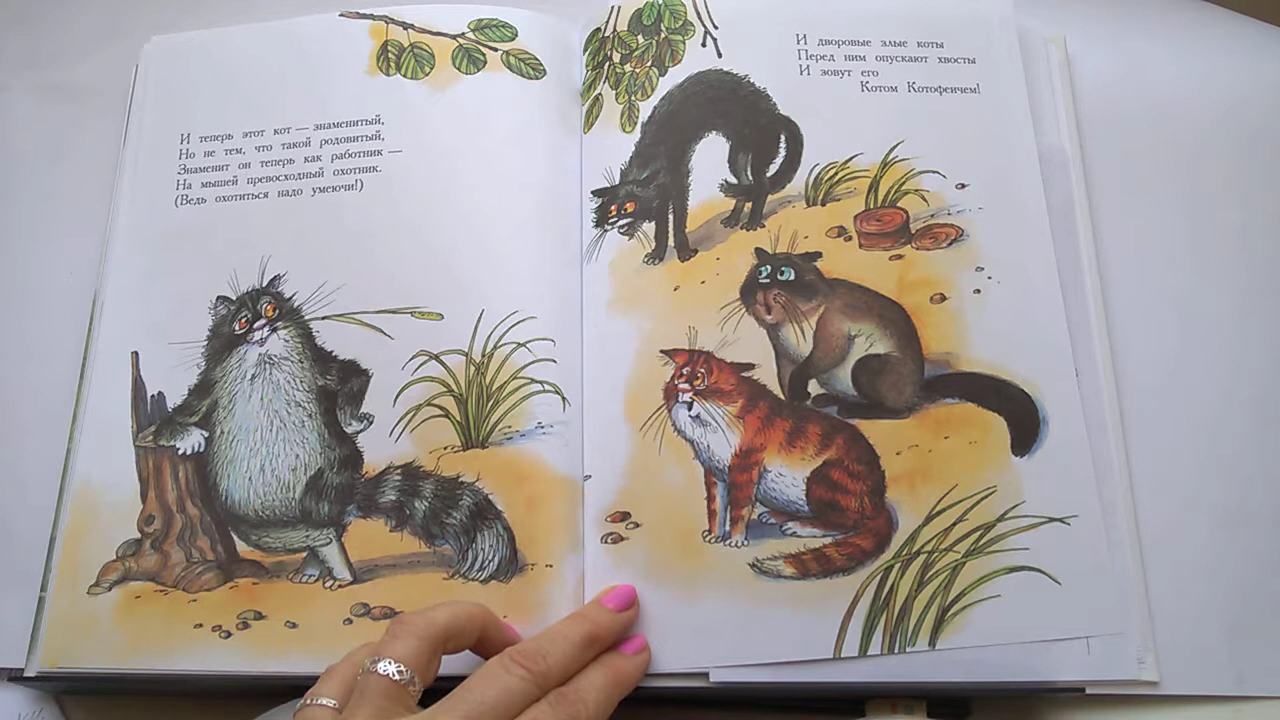 И теперь этот кот — знаменитый,
Но не тем, что такой родовитый,
Знаменит он теперь как работник —
На мышей превосходный охотник.
(Ведь охотиться надо умеючи!)
И дворовые злые коты
Перед ним опускают хвосты
И зовут его
Котом Котофеичем!